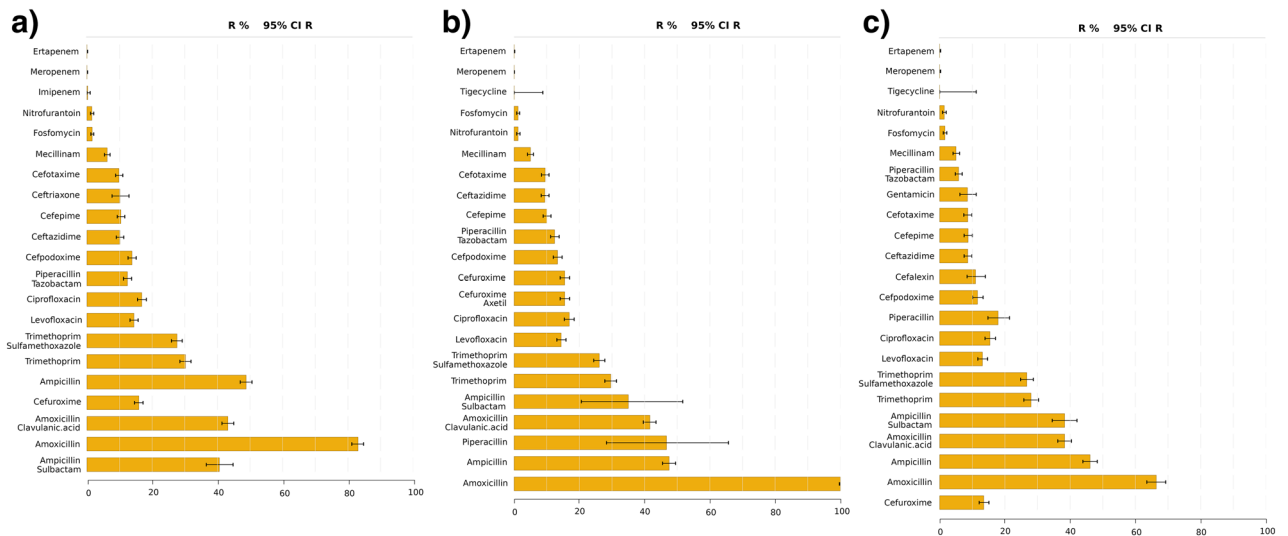 a)
R %    95% CI R
Ertapenem
Meropenem
Imipenem
Nitrofurantoin
Fosfomycin
Mecillinam
Cefotaxime
Ceftriaxone
Cefepime
Ceftazidime
Cefpodoxime
Piperacillin
Tazobactam
Ciprofloxacin
Levofloxacin
Trimethoprim
Sulfamethoxazole
Trimethoprim
Ampicillin
Cefuroxime
Amoxicillin
Clavulanic.acid
Amoxicillin
Ampicillin
Sulbactam
0 20 40 60 80 100
b)
R %    95% CI R
Ertapenem
Meropenem
Tigecycline
Fosfomycin
Nitrofurantoin
Mecillinam
Cefotaxime
Ceftazidime
Cefepime
Piperacillin
Tazobactam
Cefpodoxime
Cefuroxime
Cefuroxime
Axetil
Ciprofloxacin
Levofloxacin
Trimethoprim
Sulfamethoxazole
Trimethoprim
Ampicillin
Sulbactam
Amoxicillin
Clavulanic.acid
Piperacillin
Ampicillin
Amoxicillin
0 20 40 60 80 100
c)
R %    95% CI R
Ertapenem
Meropenem
Tigecycline
Nitrofurantoin
Fosfomycin
Mecillinam
Piperacillin
Tazobactam
Gentamicin
Cefotaxime
Cefepime
Ceftazidime
Cefalexin
Cefpodoxime
Piperacillin
Ciprofloxacin
Levofloxacin
Trimethoprim
Sulfamethoxazole
Trimethoprim
Ampicillin
Sulbactam
Amoxicillin
Clavulanic.acid
Ampicillin
Amoxicillin
Cefuroxime
0 20 40 60 80 100